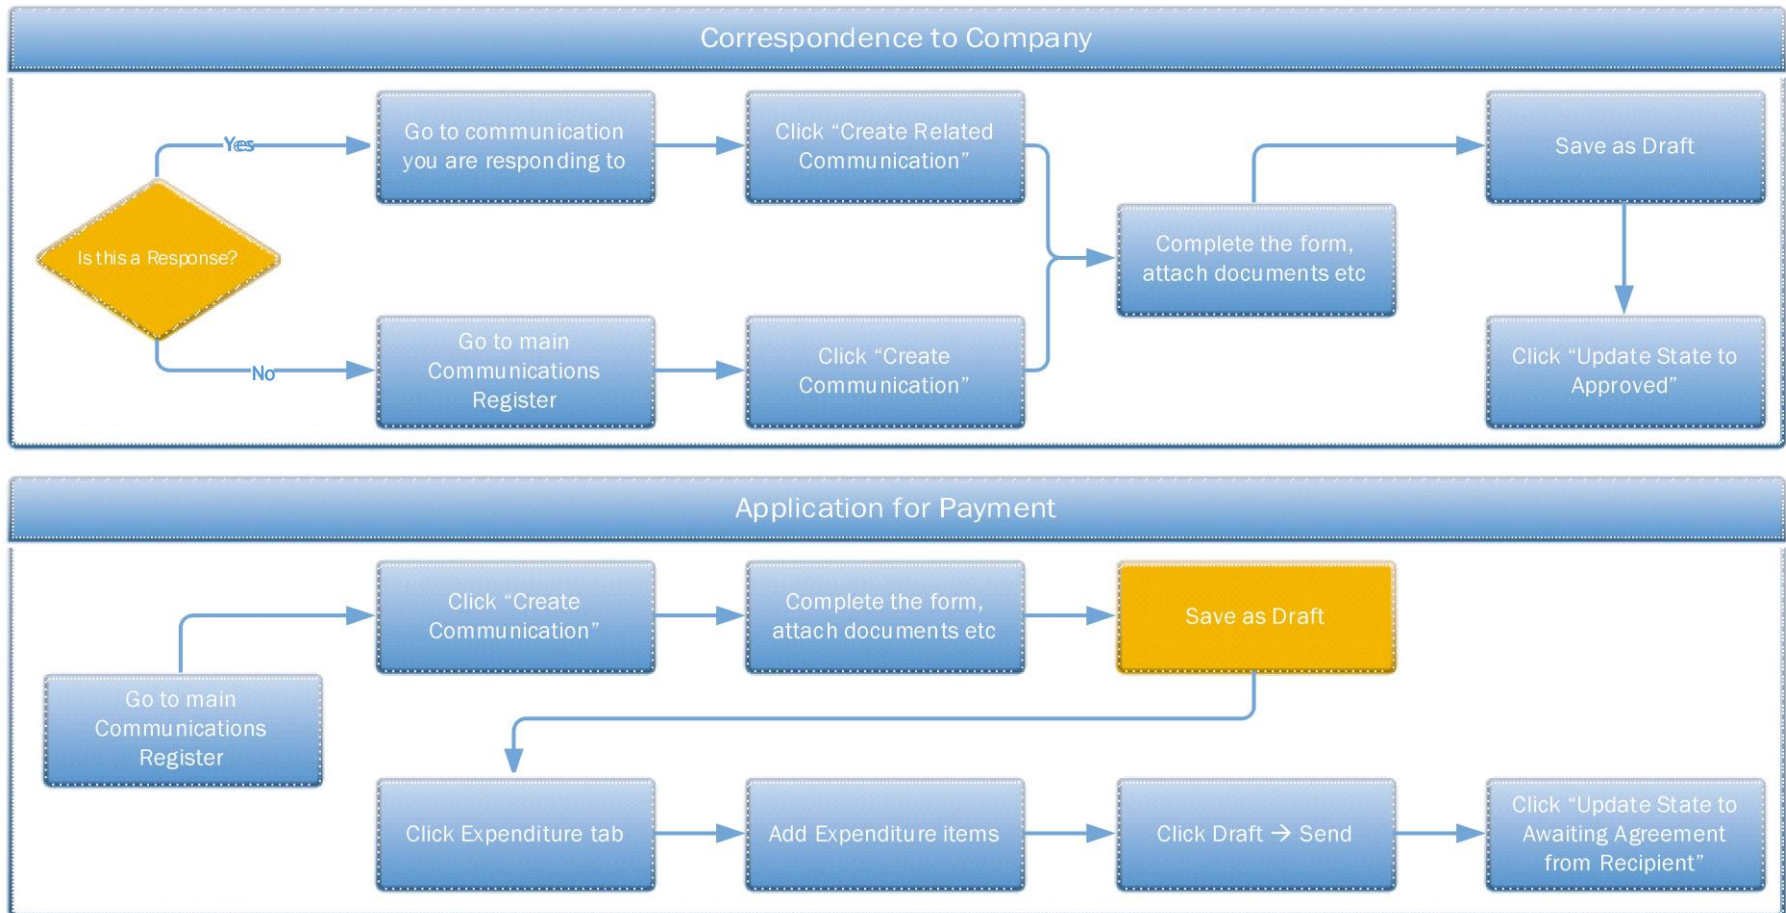 Correspondence to Company
Yes
Go to communication
you are responding to
Click “Create Related
Communication”
Save as Draft
Is this a Response?
Complete the form,
attach documents etc
No
Go to main
Communications
Register
Click “Create
Communication”
Click “Update State to
Approved”
Application for Payment
Click “Create
Communication”
Complete the form,
attach documents etc
Save as Draft
Go to main
Communications
Register
Click Expenditure tab
Add Expenditure items
Click Draft → Send
Click “Update State to
Awaiting Agreement
from Recipient”